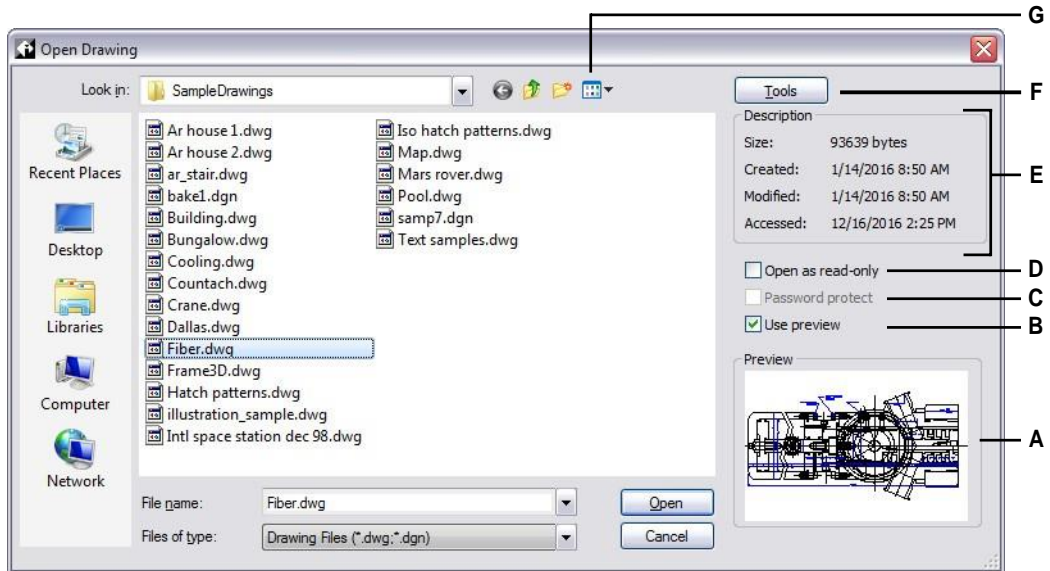 G
Open Drawing
Look in:
SampleDrawings
Tools
F
Recent Places
Desktop
Libraries
Computer
Network
Ar house 1.dwg
Ar house 2.dwg
ar_stair.dwg
bake1.dgn
Building.dwg
Bungalow.dwg
Cooling.dwg
Countach.dwg
Crane.dwg
Dallas.dwg
Fiber.dwg
Frame3D.dwg
Hatch patterns.dwg
illustration_sample.dwg
Intl space station dec 98.dwg
Iso hatch patterns.dwg
Map.dwg
Mars rover.dwg
Pool.dwg
samp7.dgn
Text samples.dwg
Description
Size: 93639 bytes
Created: 1/14/2016 8:50 AM
Modified: 1/14/2016 8:50 AM
Accessed: 12/16/2016 2:25 PM
E
Open as read-only
D
Password protect
C
Use preview
B
Preview
A
File name:
Fiber.dwg
Open
Files of type:
Drawing Files (*.dwg;*.dgn)
Cancel